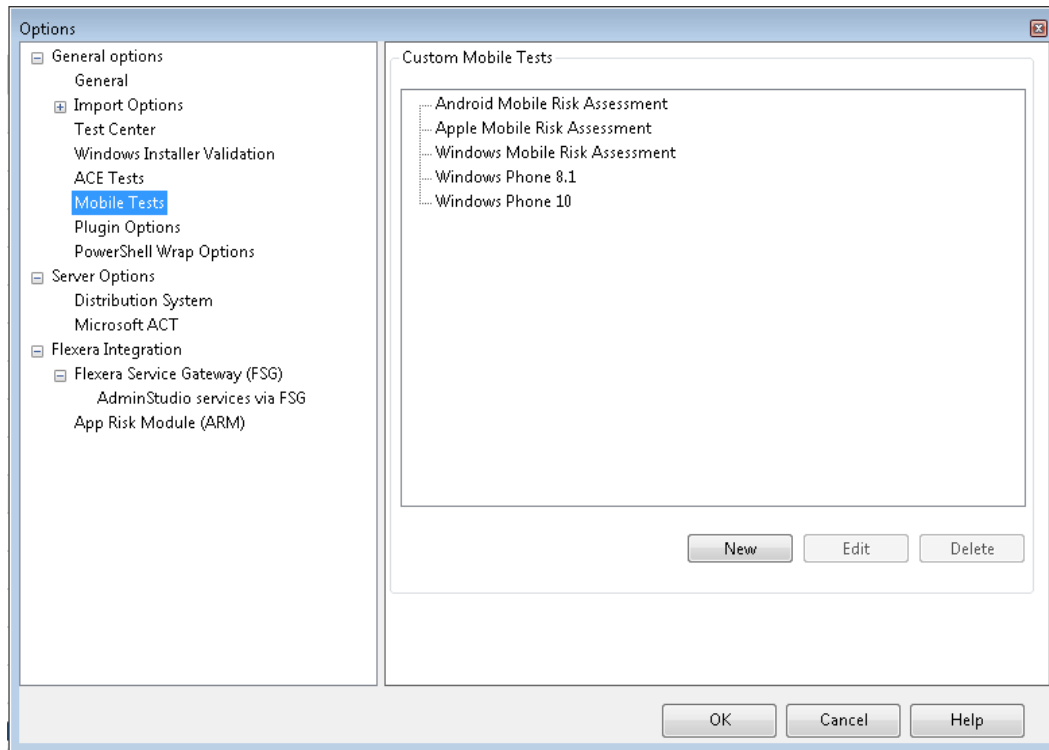 Options
General options
General
Import Options
Test Center
Windows Installer Validation
ACE Tests
Mobile Tests
Plugin Options
PowerShell Wrap Options
Server Options
Distribution System
Microsoft ACT
Flexera Integration
Flexera Service Gateway (FSG)
AdminStudio services via FSG
App Risk Module (ARM)
Custom Mobile Tests
Android Mobile Risk Assessment
Apple Mobile Risk Assessment
Windows Mobile Risk Assessment
Windows Phone 8.1
Windows Phone 10
New Edit Delete
OK Cancel Help